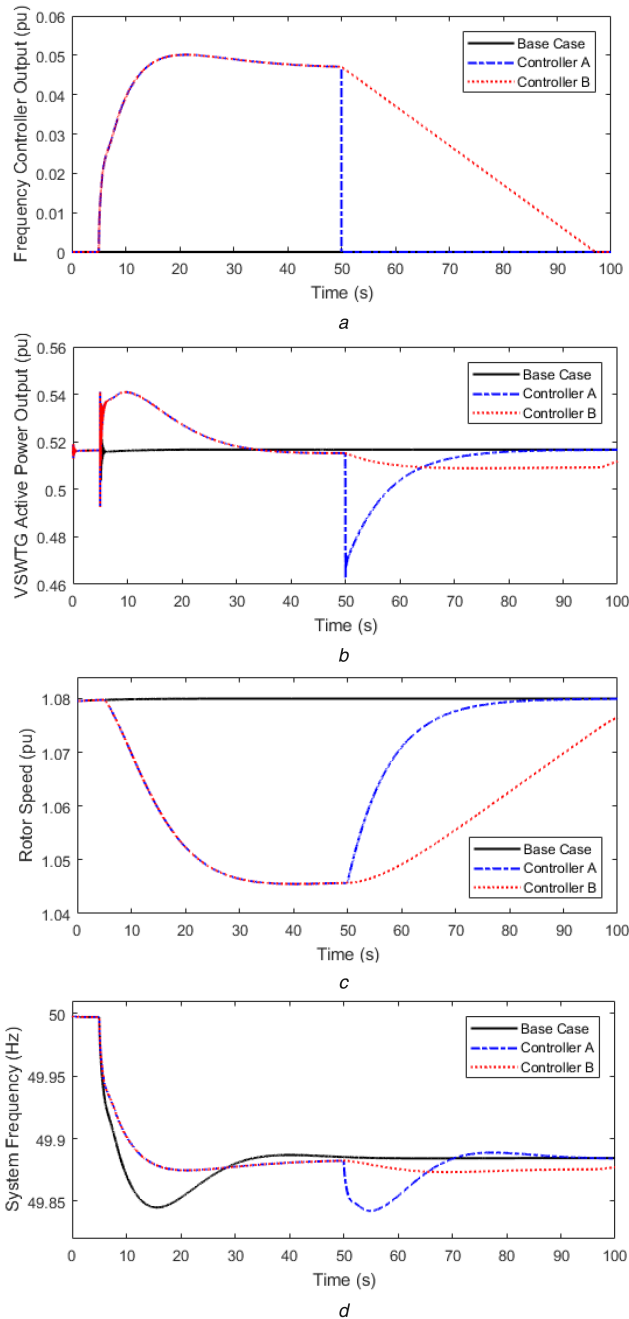 Frequency Controller Output (pu)
0.06
0.05
0.04
0.03
0.02
0.01
0
Base Case
Controller A
Controller B
0 10 20 30 40 50 60 70 80 90 100
Time (s)
a
VSWTG Active Power Output (pu)
0.56
0.54
0.52
0.5
0.48
0.46
Base Case
Controller A
Controller B
0 10 20 30 40 50 60 70 80 90 100
Time (s)
b
Rotor Speed (pu)
1.08
1.07
1.06
1.05
1.04
Base Case
Controller A
Controller B
0 10 20 30 40 50 60 70 80 90 100
Time (s)
c
System Frequency (Hz)
50
49.95
49.9
49.85
Base Case
Controller A
Controller B
0 10 20 30 40 50 60 70 80 90 100
Time (s)
d